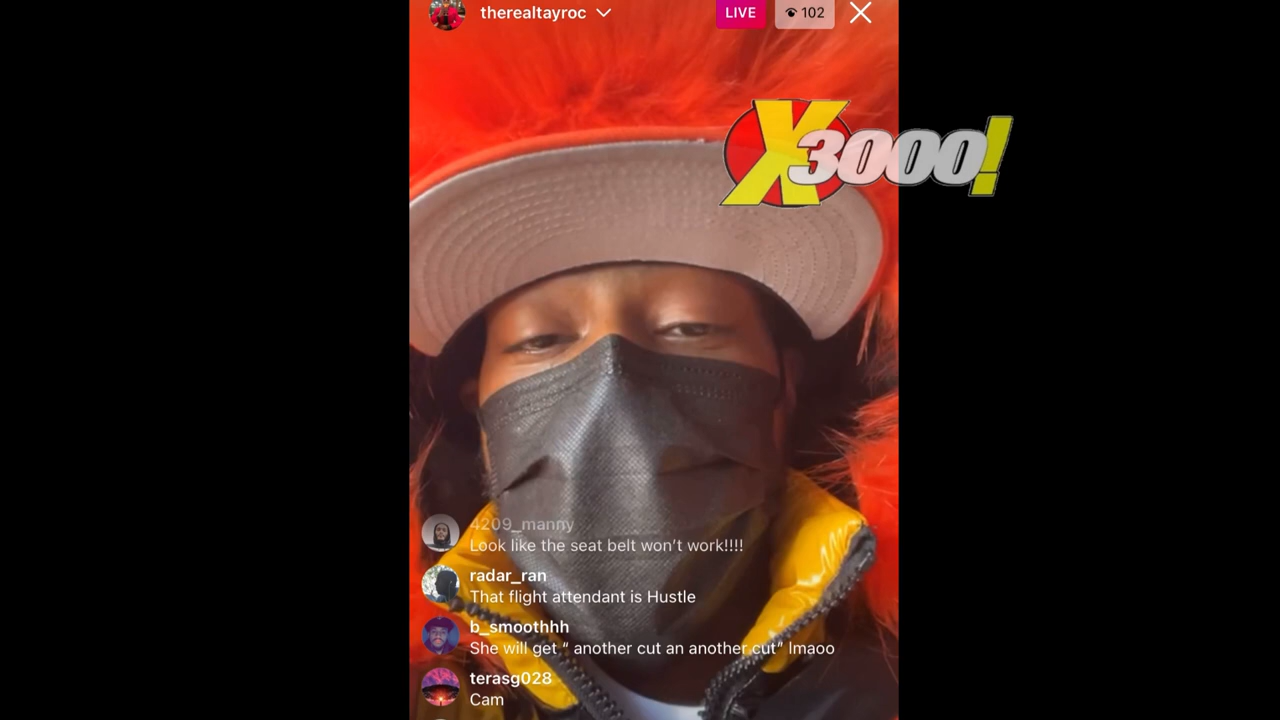 therealtayroc
LIVE
102
X3000!
4209_manny
Look like the seat belt won’t work!!!!
radar_ran
That flight attendant is Hustle
b_smoothhh
She will get “ another cut an another cut” lmaoo
terasg028
Cam